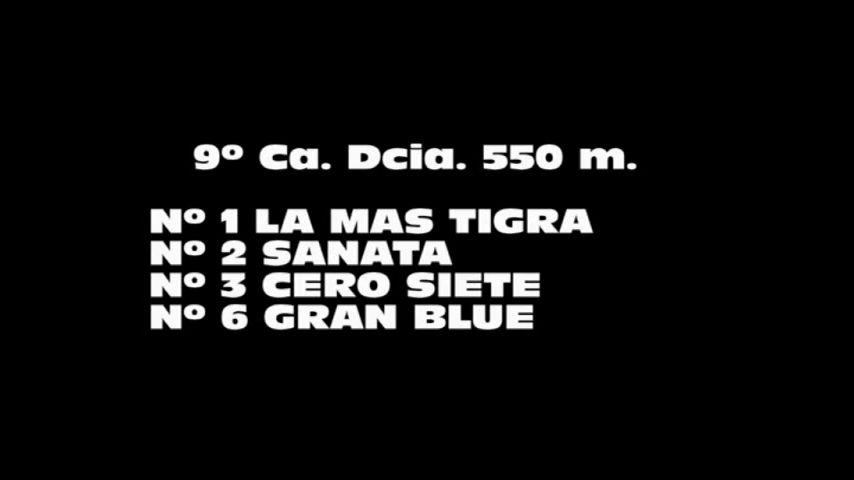 9º Ca. Dcia. 550 m.
Nº 1 LA MAS TIGRA
Nº 2 SANATA
Nº 3 CERO SIETE
Nº 6 GRAN BLUE